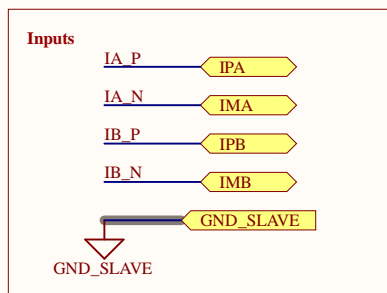 Inputs
IA_P IPA
IA_N IMA
IB_P IPB
IB_N IMB
GND_SLAVE
GND_SLAVE